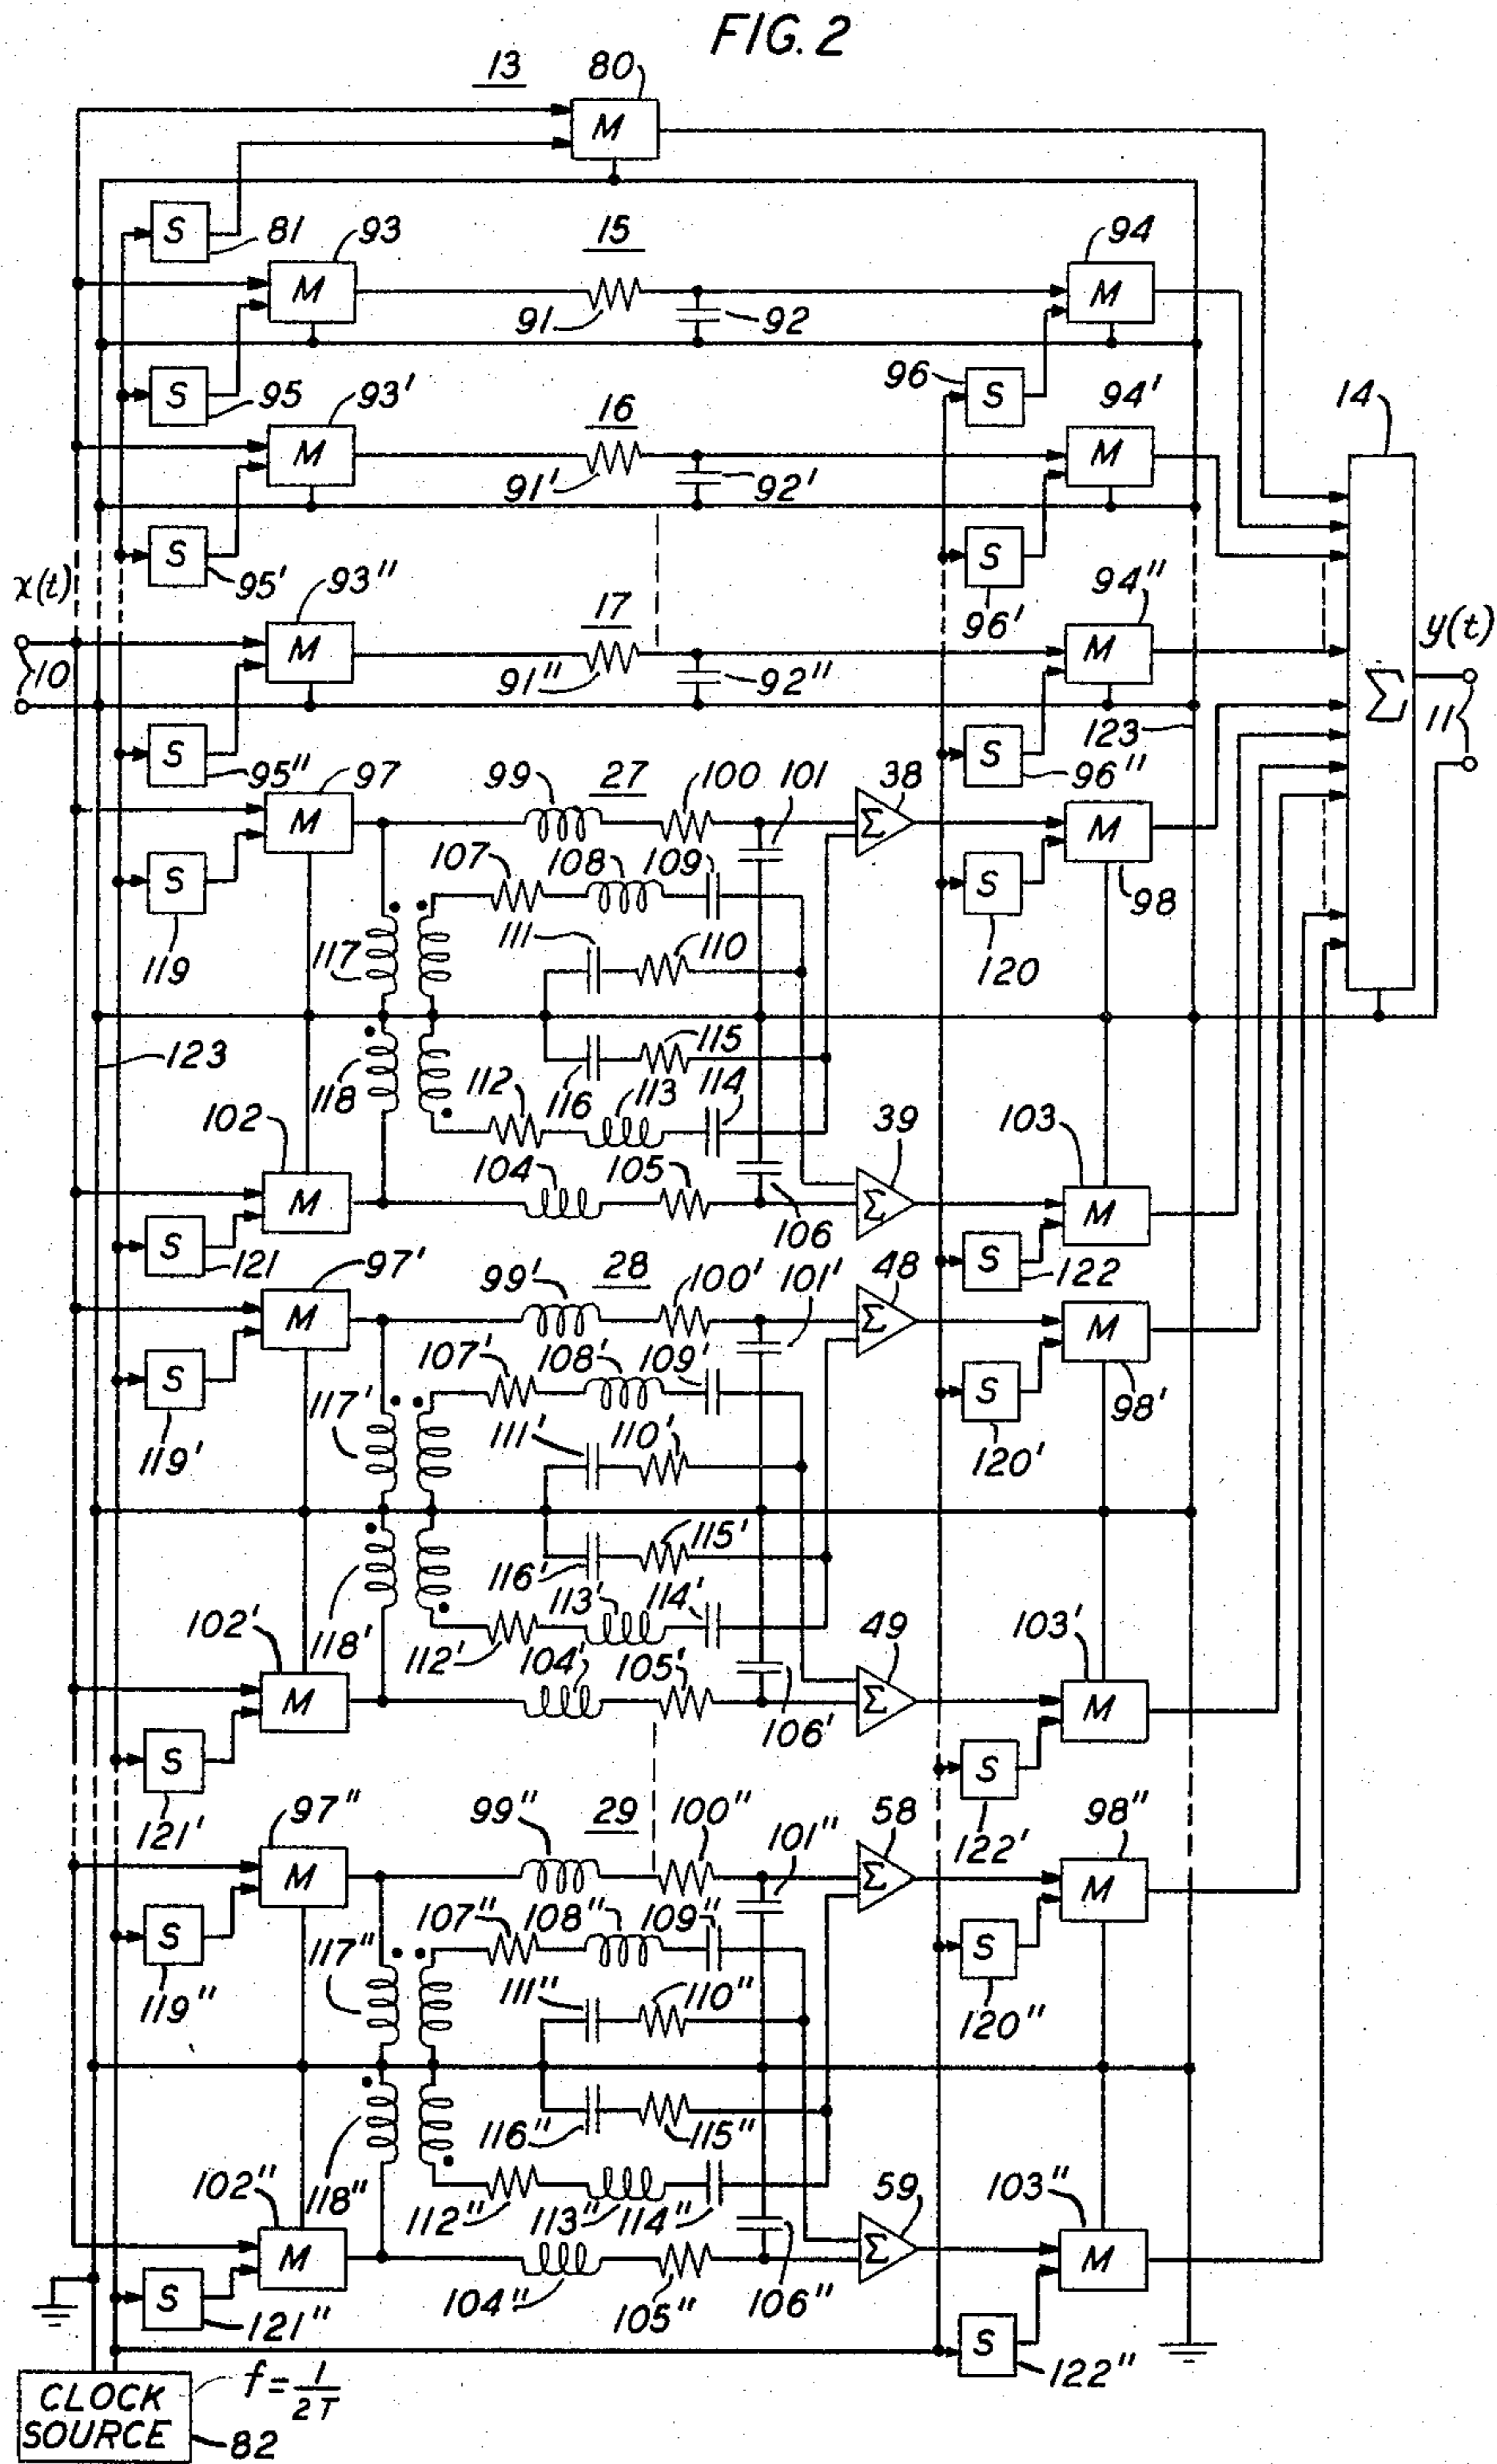 FIG. 2
13 80
M
S 81 93 15 94
M M
91 92
S 95 93' 16 96 S 94' 14
M M
91' 92'
S 95' 93" 17 S 96' 94"
x(t)
M M
y(t)
10 91" 92" Σ 11
123
S 95" 97 99 27 100 101 38 S 96"
M Σ M
107 108 109
S 119 S 120 98
111 110
117
123 115
118 112 116 113 114
102 104 105 39 103
M Σ M
106
S 121 97' 99' 28 100' 101' 48 S 122
M Σ M
107' 108' 109'
S 119' 117' S 120' 98'
111' 110'
115'
116'
118' 113' 114'
102' 112' 104' 105' 49 103'
M Σ M
106'
S 121' S 122'
97" 99" 29 100" 101" 58 98"
M Σ M
107" 108" 109"
S 119" 117" S 120"
111" 110"
116" 115"
118"
102" 112" 113" 114" 59 103"
M Σ M
104" 105" 106"
S 121" S 122"
f = 1/2T
CLOCK
SOURCE 82